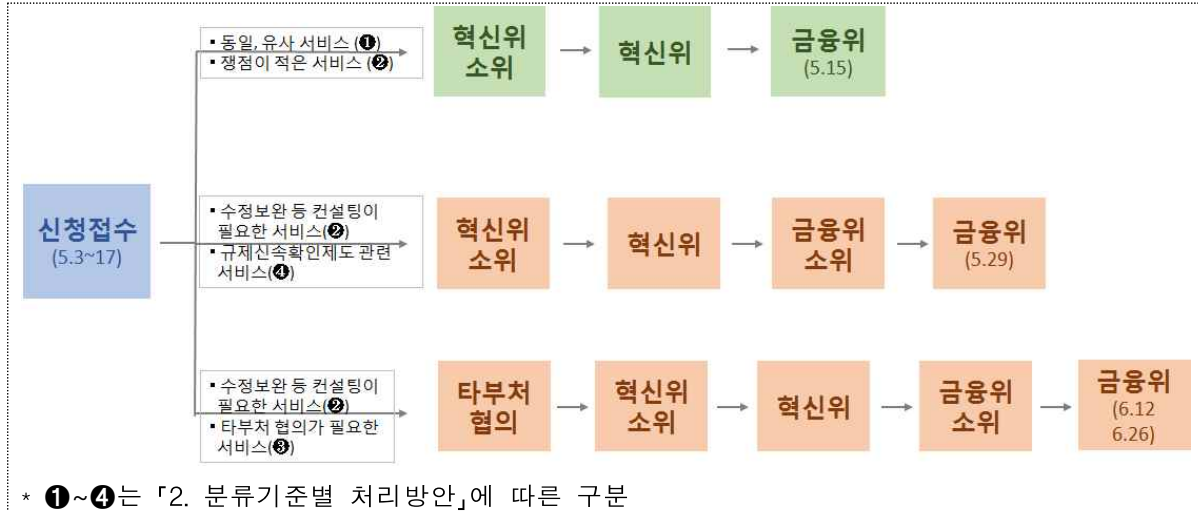 ▪ 동일, 유사 서비스 (❶)
▪ 쟁점이 적은 서비스 (❷)
혁신위
소위
혁신위
금융위
(5.15)
신청접수
(5.3~17)
▪ 수정보완 등 컨설팅이
필요한 서비스(❷)
▪ 규제신속확인제도 관련
서비스(❹)
혁신위
소위
혁신위
금융위
소위
금융위
(5.29)
▪ 수정보완 등 컨설팅이
필요한 서비스(❷)
▪ 타부처 협의가 필요한
서비스(❸)
타부처
협의
혁신위
소위
혁신위
금융위
소위
금융위
(6.12
6.26)
* ❶~❹는 「2. 분류기준별 처리방안」에 따른 구분